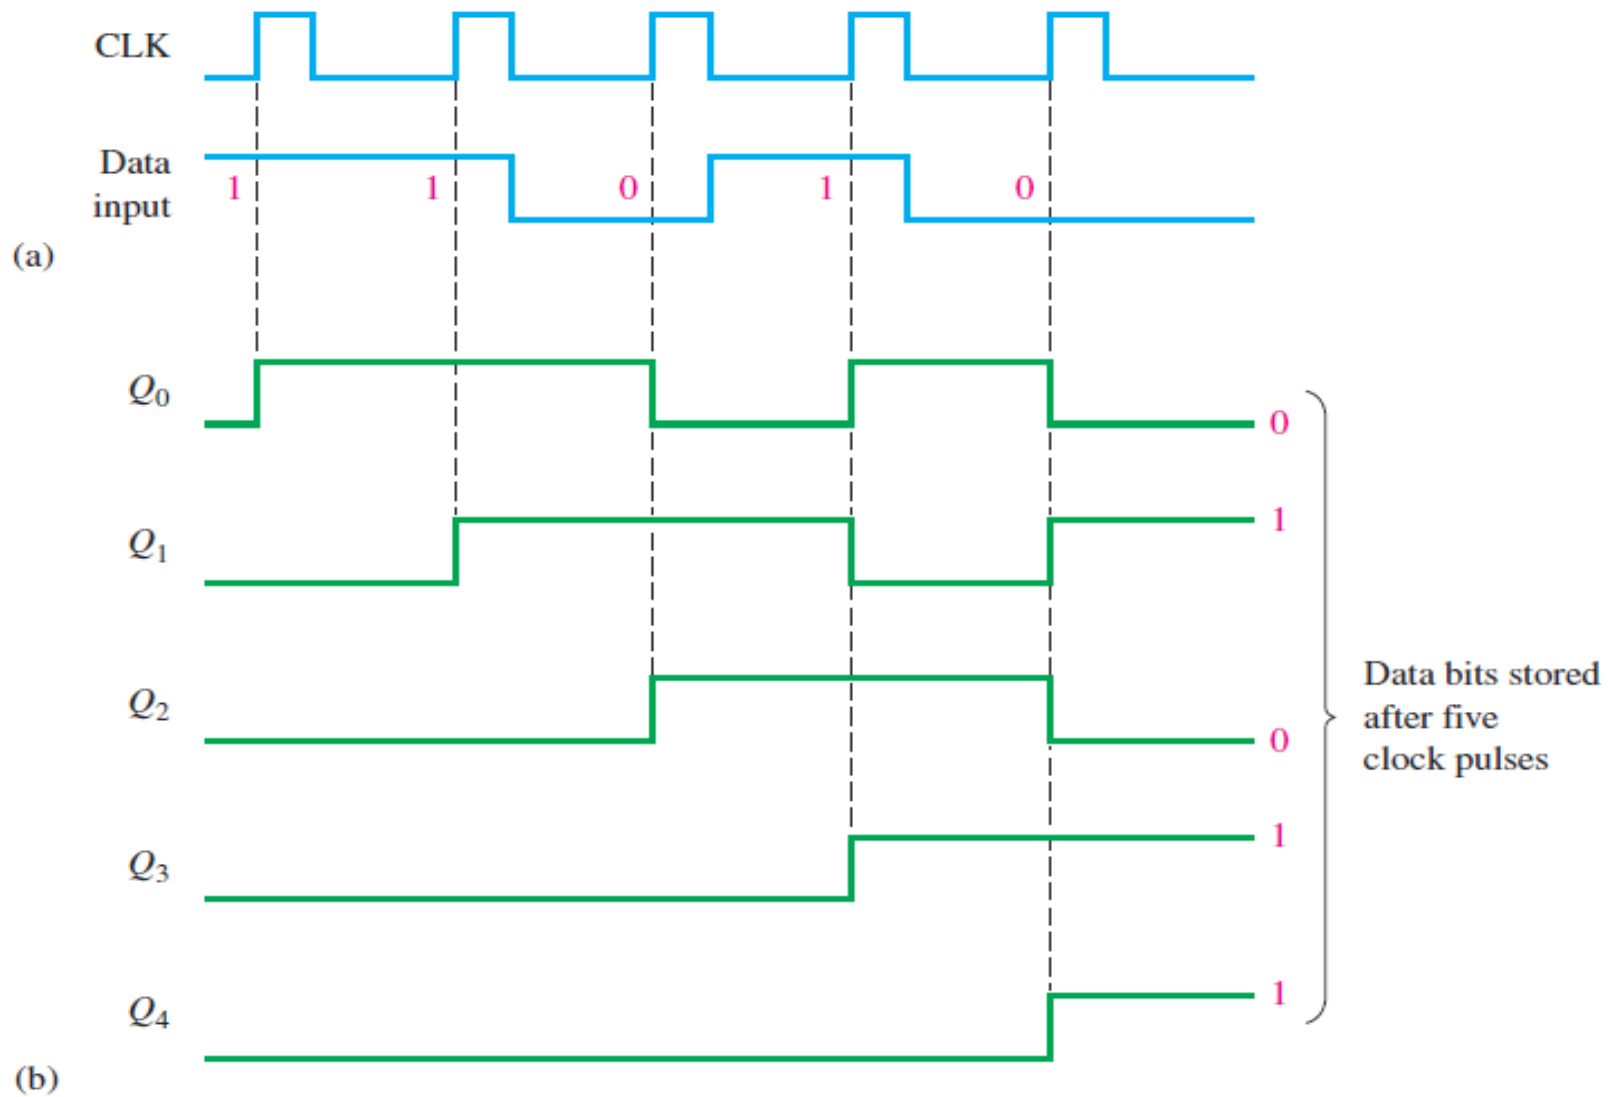 CLK
Data
input
1 1 0 1 0
(a)
Q0
0
Q1
1
Q2
0
Data bits stored
after five
clock pulses
Q3
1
Q4
1
(b)